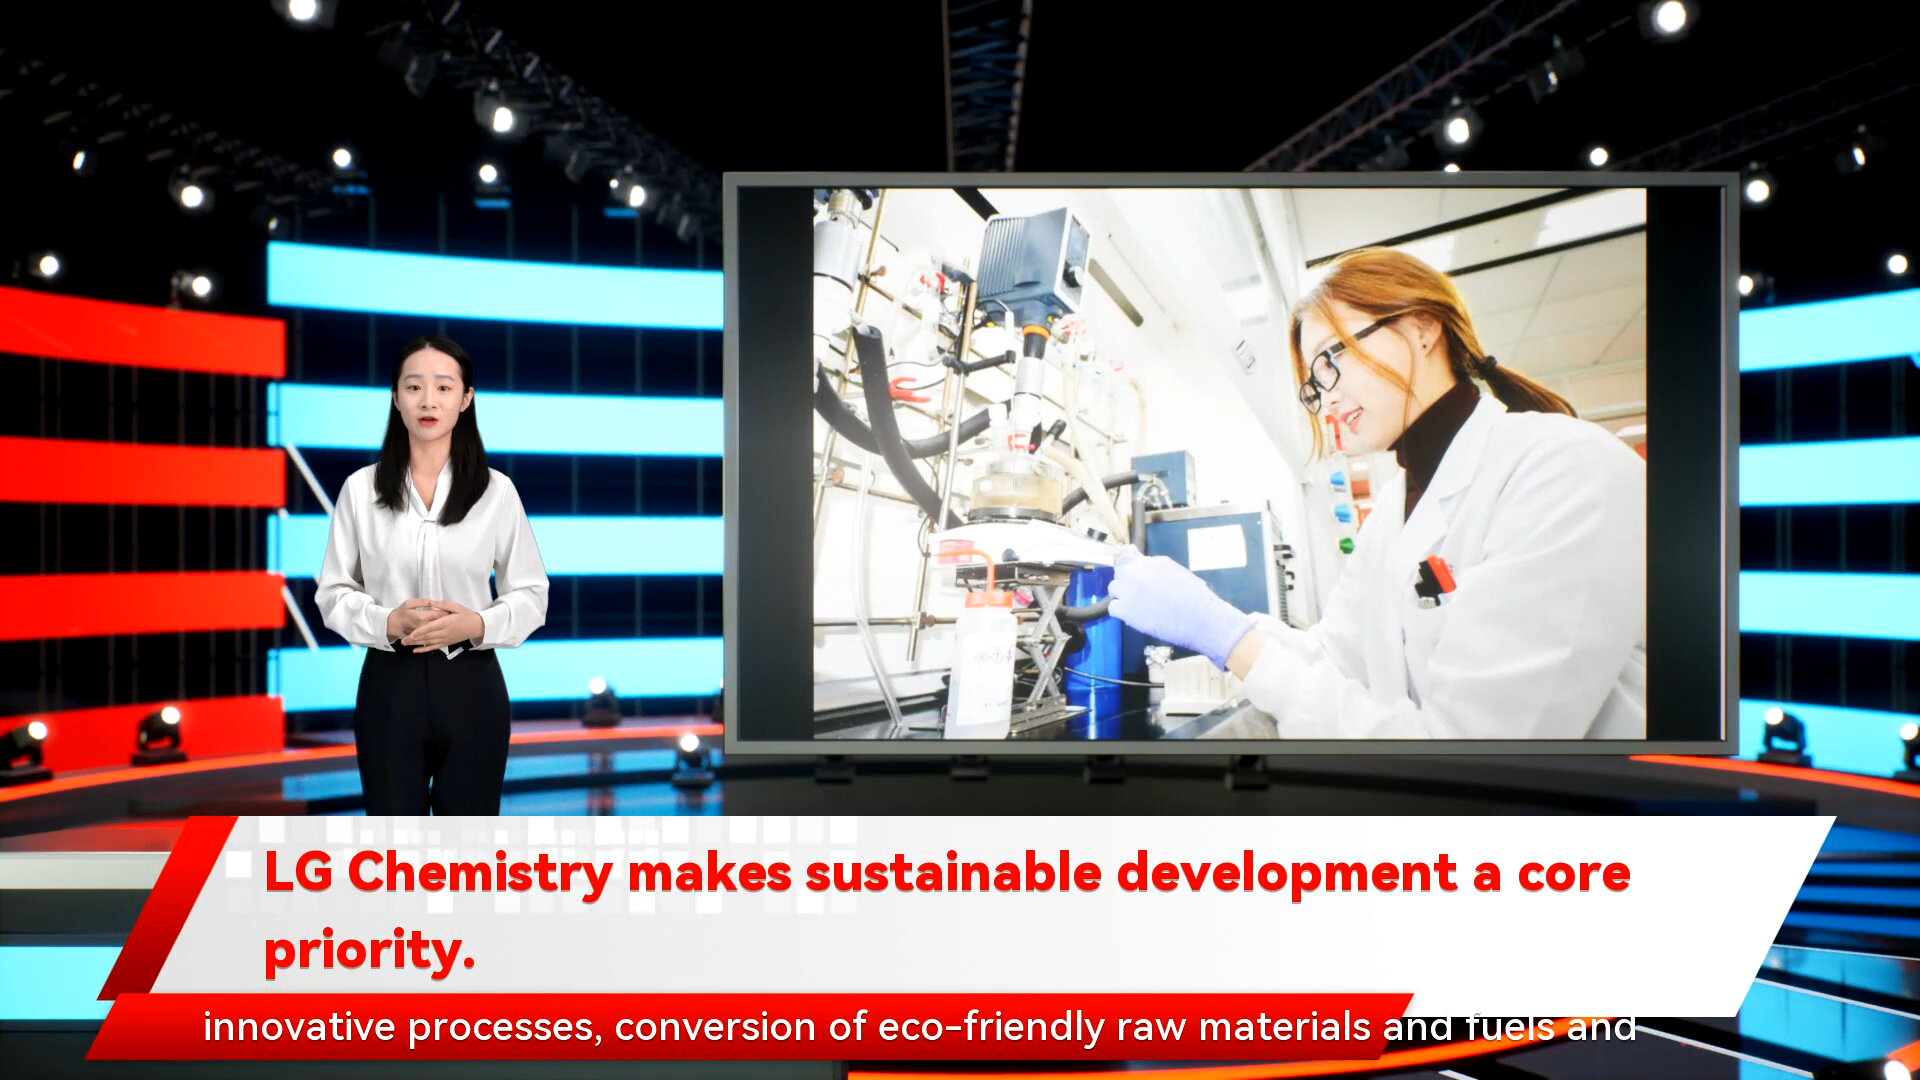 LG Chemistry makes sustainable development a core
priority.
innovative processes, conversion of eco-friendly raw materials and fuels and